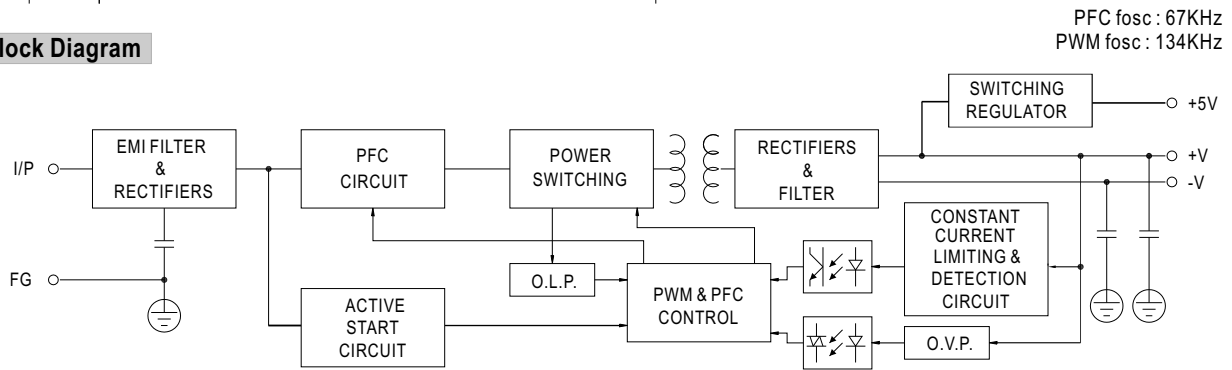 PFC fosc : 67KHz
PWM fosc : 134KHz
lock Diagram
SWITCHING
REGULATOR
+5V
I/P
EMI FILTER
&
RECTIFIERS
PFC
CIRCUIT
POWER
SWITCHING
RECTIFIERS
&
FILTER
+V
-V
CONSTANT
CURRENT
LIMITING &
DETECTION
CIRCUIT
FG
O.L.P.
PWM & PFC
CONTROL
ACTIVE
START
CIRCUIT
O.V.P.